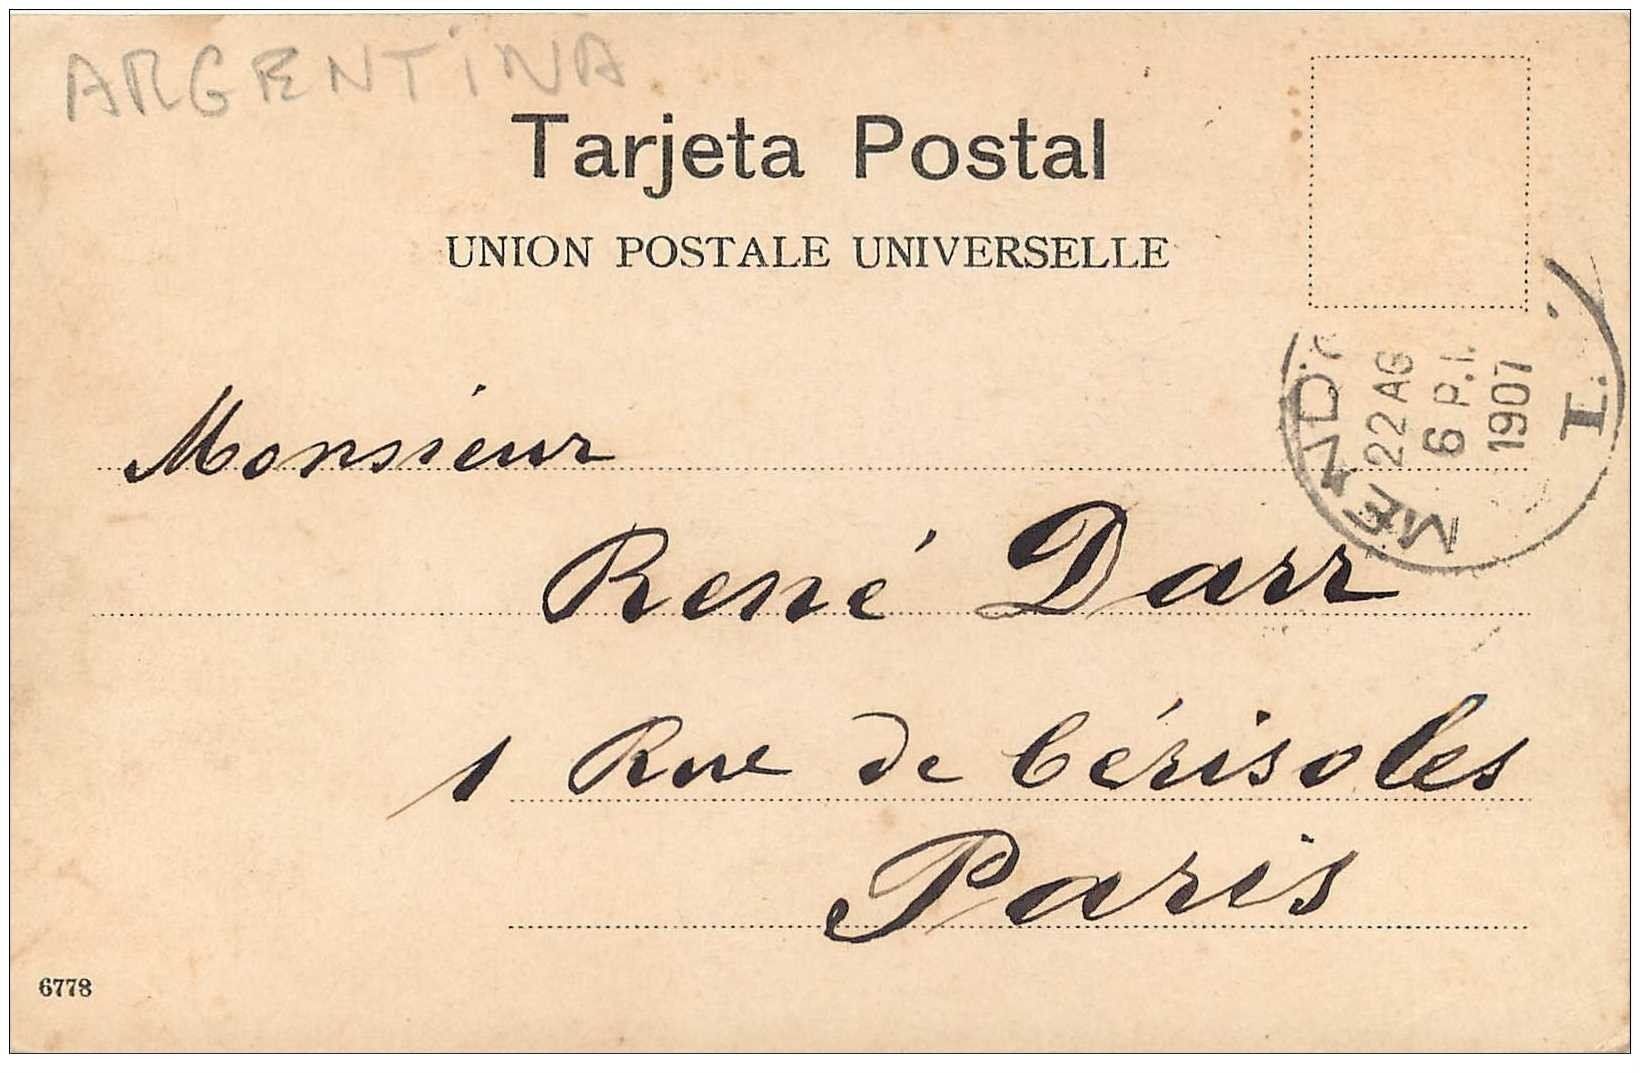 ARGENTINA
Tarjeta Postal
UNION POSTALE UNIVERSELLE
22 AG
6 P.
1907
Monsieur
René Darr
1 Rue de Cérisoles
Paris
6778